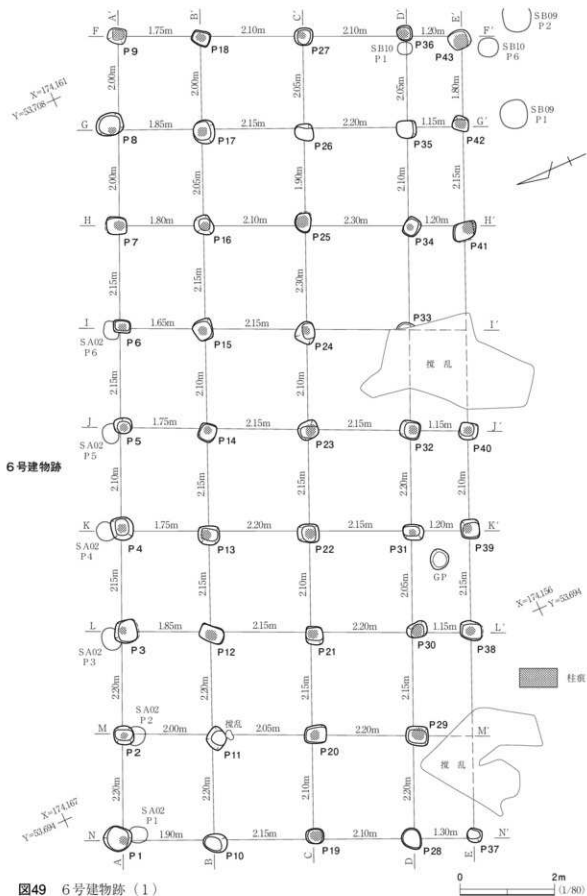 A´ B´ C´ D´ E´
SB09
P2
F 1.75m 2.10m 2.10m 1.20m F´
P9 P18 P27 P36 P43
SB10
P1
SB10
P6
2.00m 2.00m 2.05m 2.05m 1.80m
X=174,161
Y=53,708
SB09
P1
G 1.85m 2.15m 2.20m 1.15m G´
P8 P17 P26 P35 P42
2.00m 2.05m 1.90m 2.10m 2.15m
H 1.80m 2.10m 2.30m 1.20m H´
P7 P16 P25 P34 P41
2.15m 2.15m 2.30m
P33
I 1.65m 2.15m I´
SA02
P6
P6 P15 P24
撹乱
2.15m 2.10m 2.10m
J 1.75m 2.15m 2.15m 1.15m J´
SA02
P5
P5 P14 P23 P32 P40
6号建物跡
2.10m 2.15m 2.15m 2.20m 2.10m
K 1.75m 2.20m 2.15m 1.20m K´
SA02
P4
P4 P13 P22 P31 P39
GP
215m 2.15m 2.10m 2.05m 2.15m
X=174,156
Y=53,694
L 1.85m 2.15m 2.20m 1.15m L´
SA02
P3
P3 P12 P21 P30 P38
2.20m 2.20m 2.15m 2.15m
柱痕
SA02
P2
撹乱
P29
M 2.00m 2.05m 2.20m M´
P2 P11 P20
撹乱
2.20m 2.20m 2.10m 2.20m
X=174,167
Y=53,694
SA02
P1
N 1.90m 2.15m 2.10m 1.30m N´
P1 P10 P19 P28 P37
A B C D E
0 2m
(1/80)
図49 6号建物跡（1）